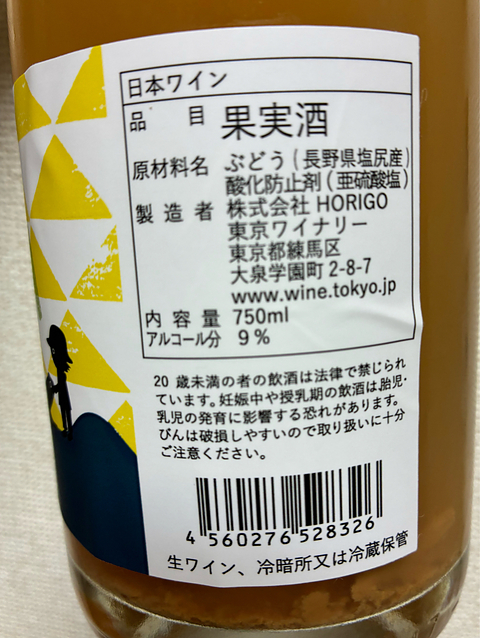 日本ワイン
品 目 果実酒
原材料名 ぶどう(長野県塩尻産)
酸化防止剤(亜硫酸塩)
製造者 株式会社 HORIGO
東京ワイナリー
東京都練馬区
大泉学園町2-8-7
www.wine.tokyo.jp
内容量 750ml
アルコール分 9%
20 歳未満の者の飲酒は法律で禁じられ
ています。妊娠中や授乳期の飲酒は、胎児・
乳児の発育に影響する恐れがあります。
びんは破損しやすいので取り扱いに十分
ご注意ください。
4 560276 528326
生ワイン、冷暗所又は冷蔵保管